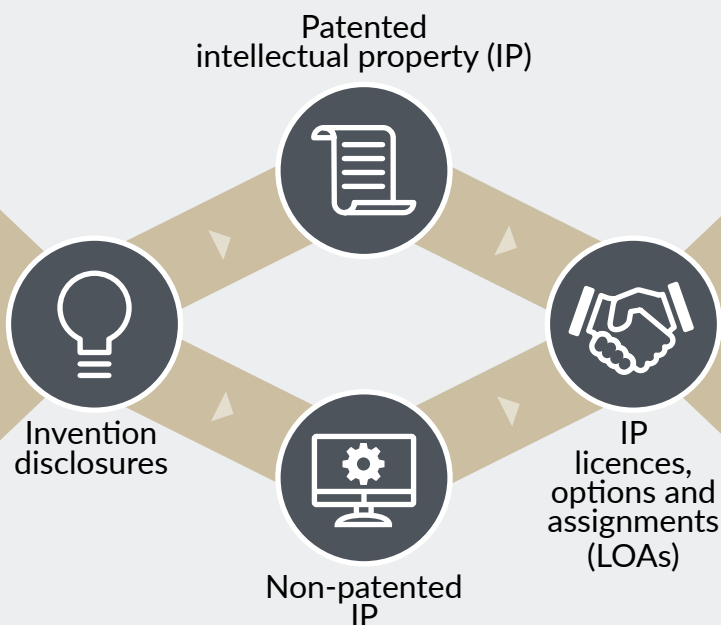 Patented
intellectual property (IP)
Invention
disclosures
IP
licences,
options and
assignments
(LOAs)
Non-patented
IP